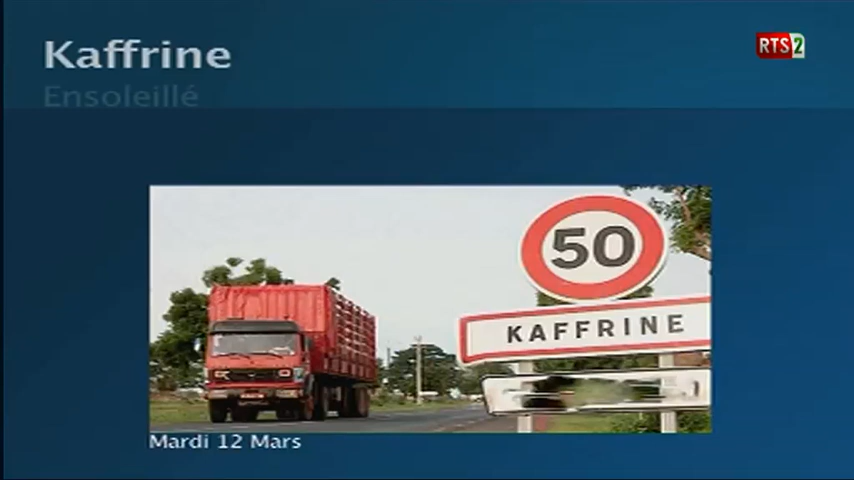 Kaffrine
RTS2
Ensoleillé
50
KAFFRINE
Mardi 12 Mars